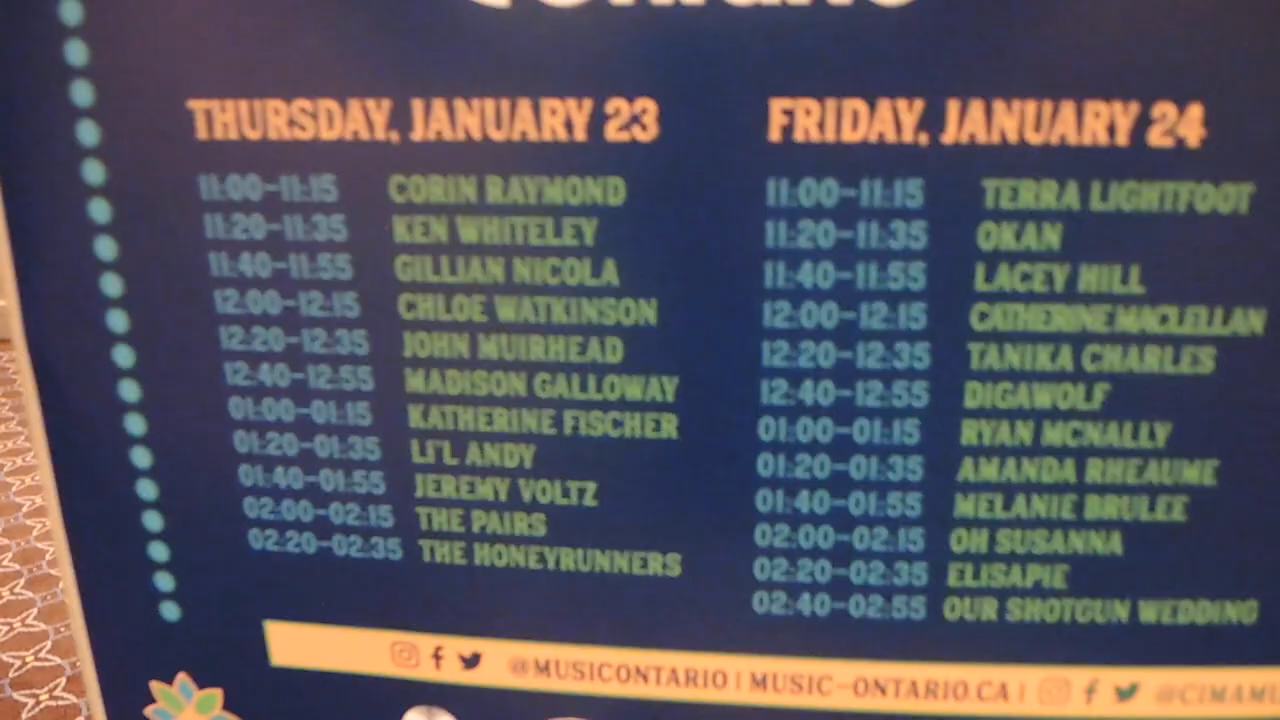 THURSDAY, JANUARY 23
11:00-11:15 CORIN RAYMOND
11:20-11:35 KEN WHITELEY
11:40-11:55 GILLIAN NICOLA
12:00-12:15 CHLOE WATKINSON
12:20-12:35 JOHN MUIRHEAD
12:40-12:55 MADISON GALLOWAY
01:00-01:15 KATHERINE FISCHER
01:20-01:35 LI'L ANDY
01:40-01:55 JEREMY VOLTZ
02:00-02:15 THE PAIRS
02:20-02:35 THE HONEYRUNNERS
FRIDAY, JANUARY 24
11:00-11:15 TERRA LIGHTFOOT
11:20-11:35 OKAN
11:40-11:55 LACEY HILL
12:00-12:15 CATHERINE MACLELLAN
12:20-12:35 TANIKA CHARLES
12:40-12:55 DIGAWOLF
01:00-01:15 RYAN MCNALLY
01:20-01:35 AMANDA RHEAUME
01:40-01:55 MELANIE BRULEE
02:00-02:15 OH SUSANNA
02:20-02:35 ELISAPIE
02:40-02:55 OUR SHOTGUN WEDDING
@MUSICONTARIO | MUSIC-ONTARIO.CA |